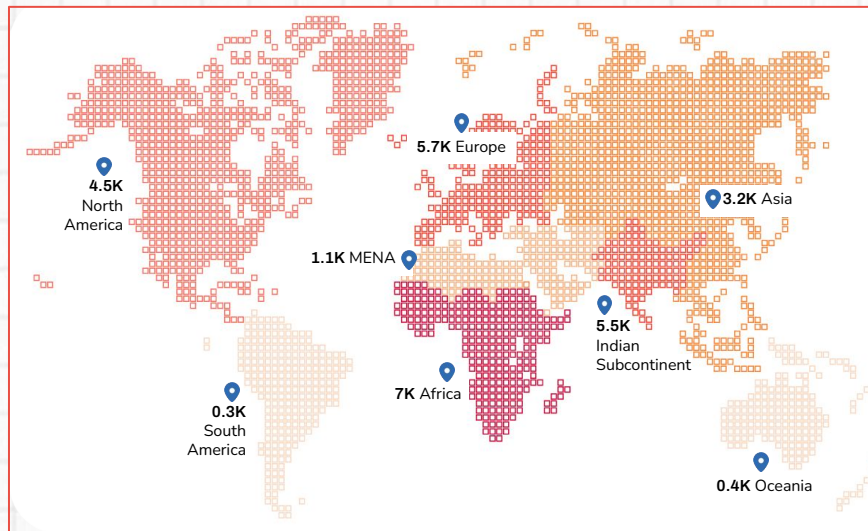 5.7K Europe
4.5K
North
America
3.2K Asia
1.1K MENA
5.5K
Indian
Subcontinent
7K Africa
0.3K
South
America
0.4K Oceania